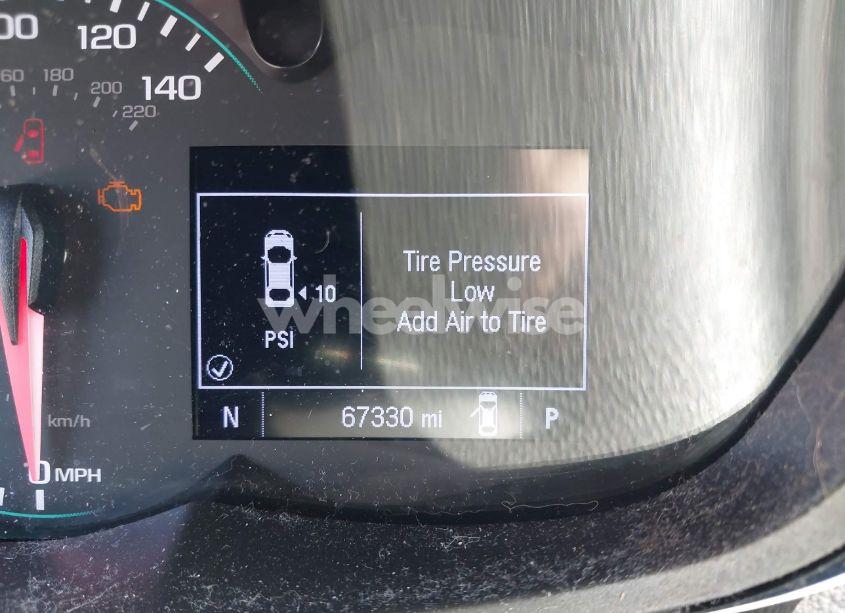 120
140
180
200
220
Tire Pressure
Low
10
Add Air to Tire
PSI
wheelwise
km/h
N 67330 mi P
0 MPH